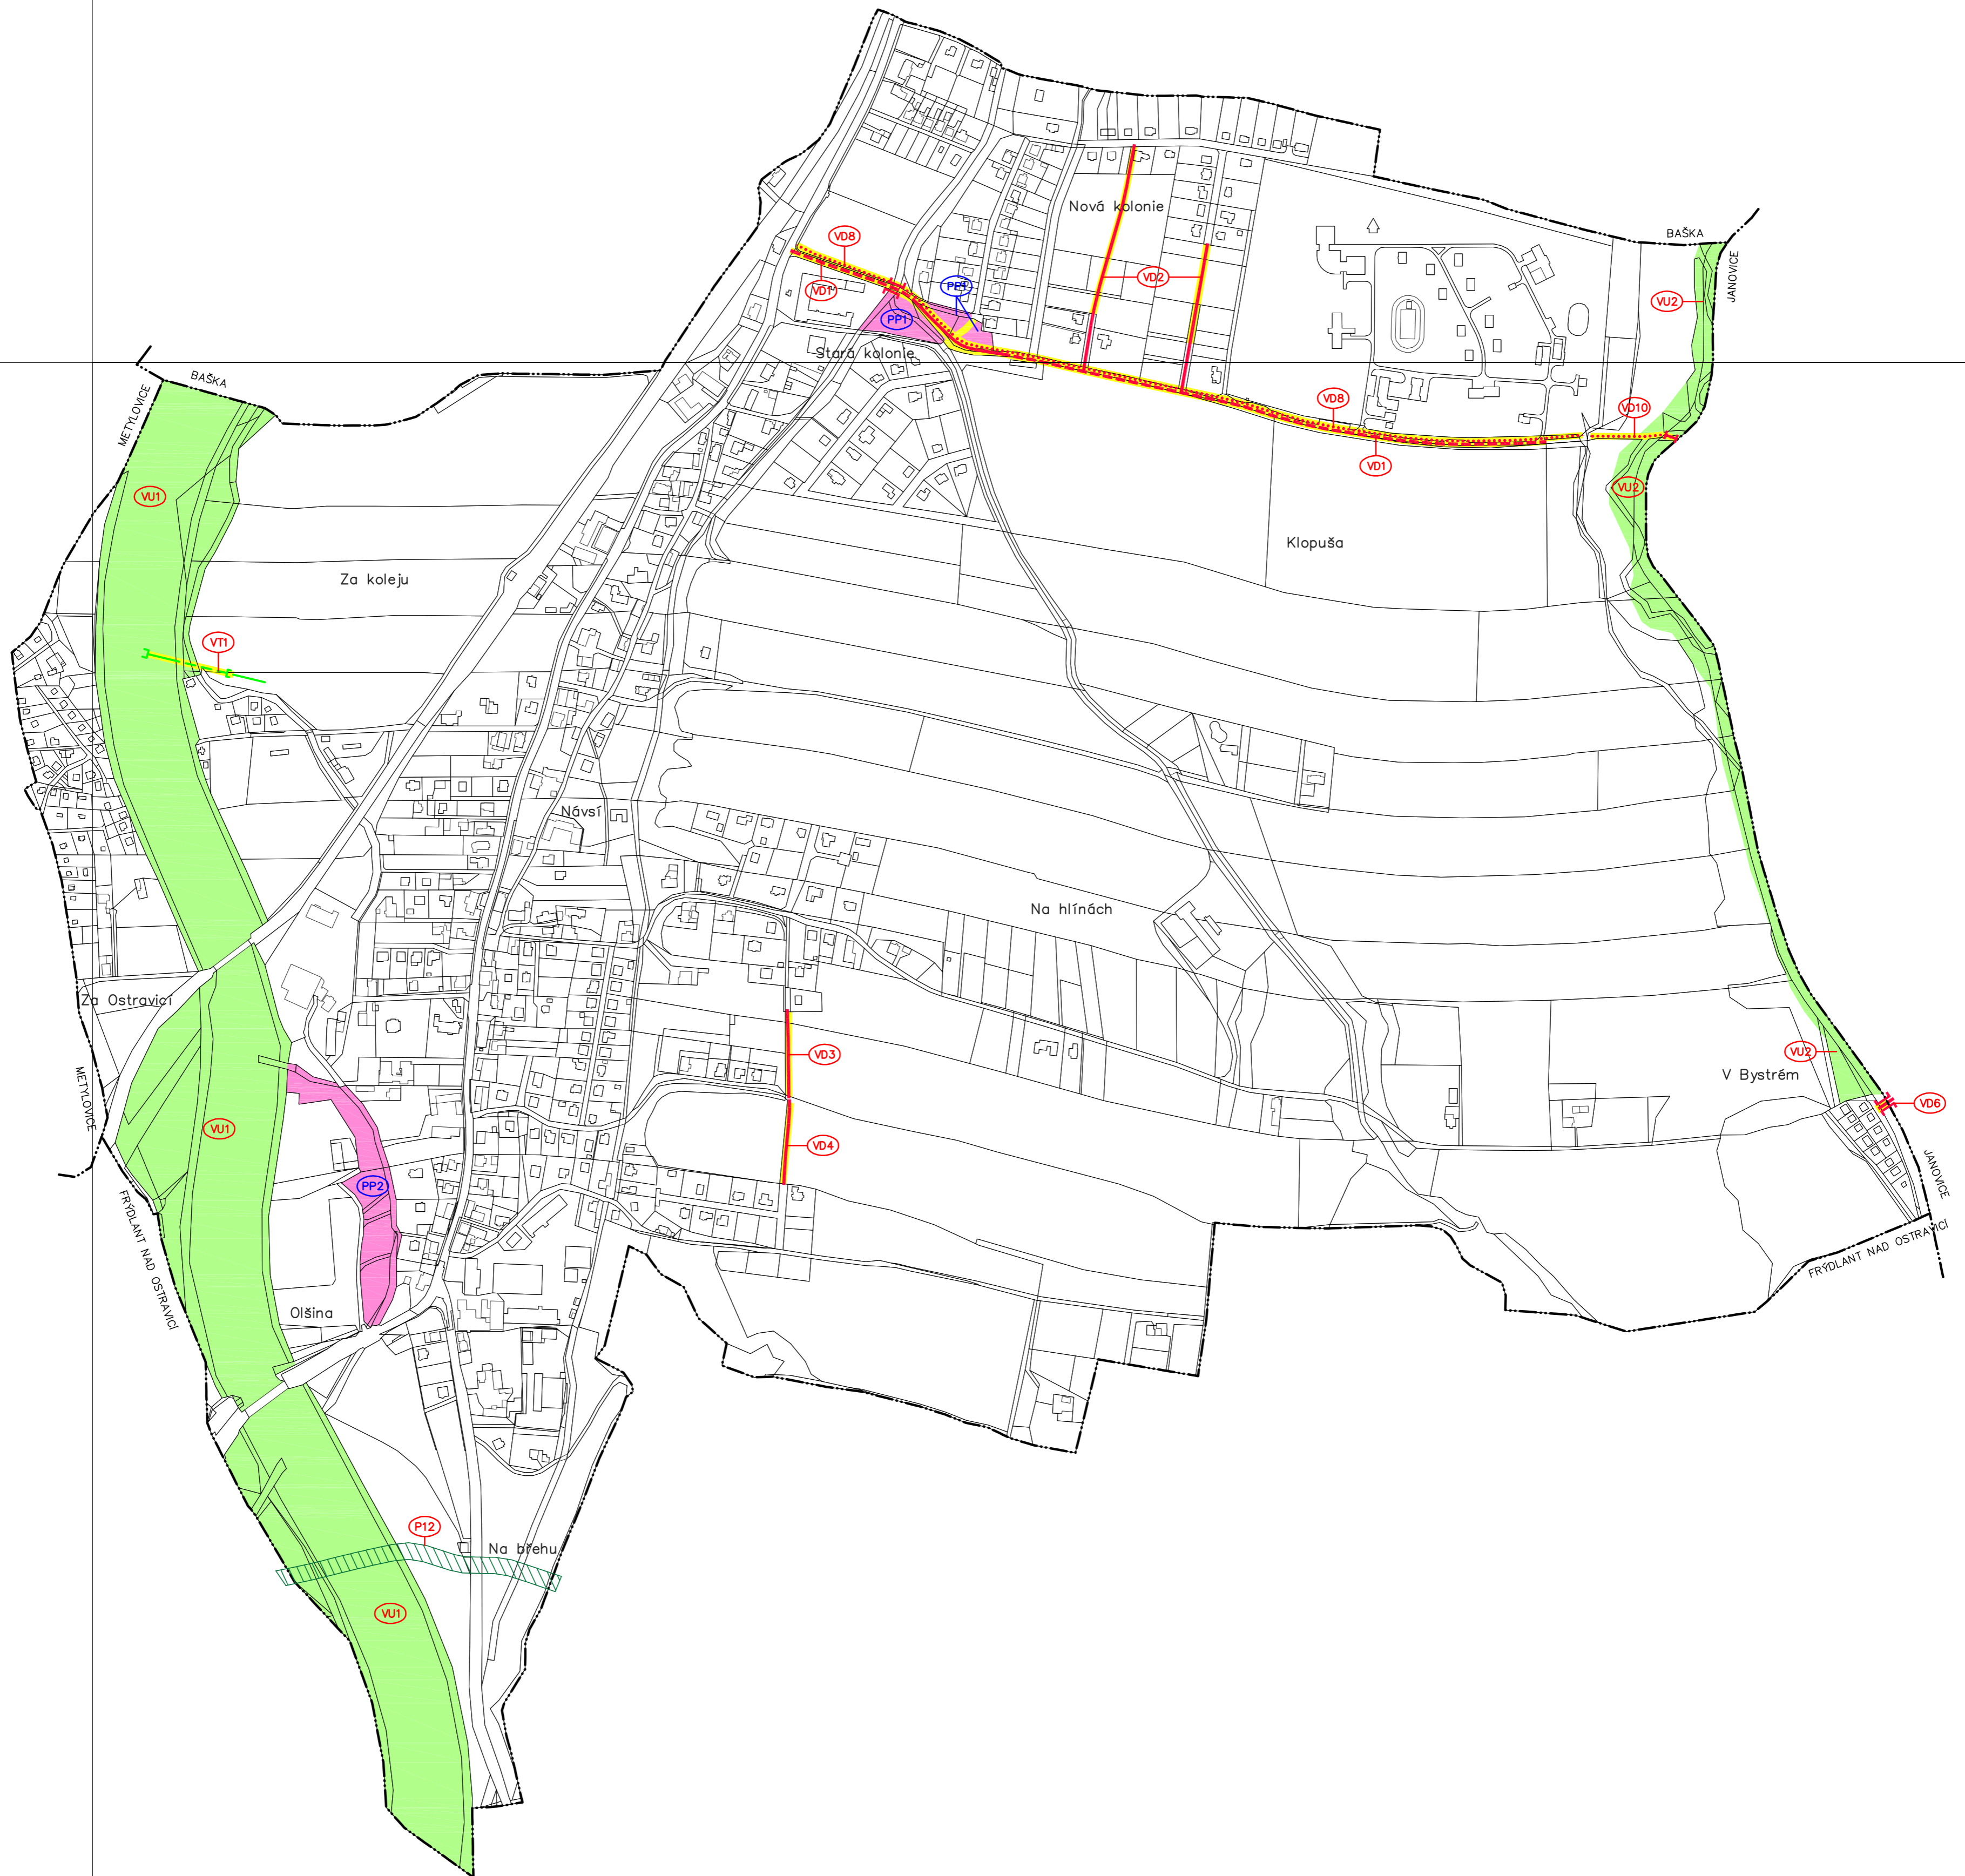 Nová kolonie
BAŠKA
JANOVICE
VD8
VD2
PP1
VD1
PP1
VU2
Stará kolonie
BAŠKA
METYLOVICE
VD8
VD10
VD1
VU1
VU2
Klopuša
Za koleju
VT1
Návsí
Na hlínách
Za Ostravicí
VD3
VU2
V Bystrém
METYLOVICE
VD6
VU1
VD4
PP2
JANOVICE
FRÝDLANT NAD OSTRAVICÍ
FRÝDLANT NAD OSTRAVICÍ
Olšina
P12
Na břehu
VU1